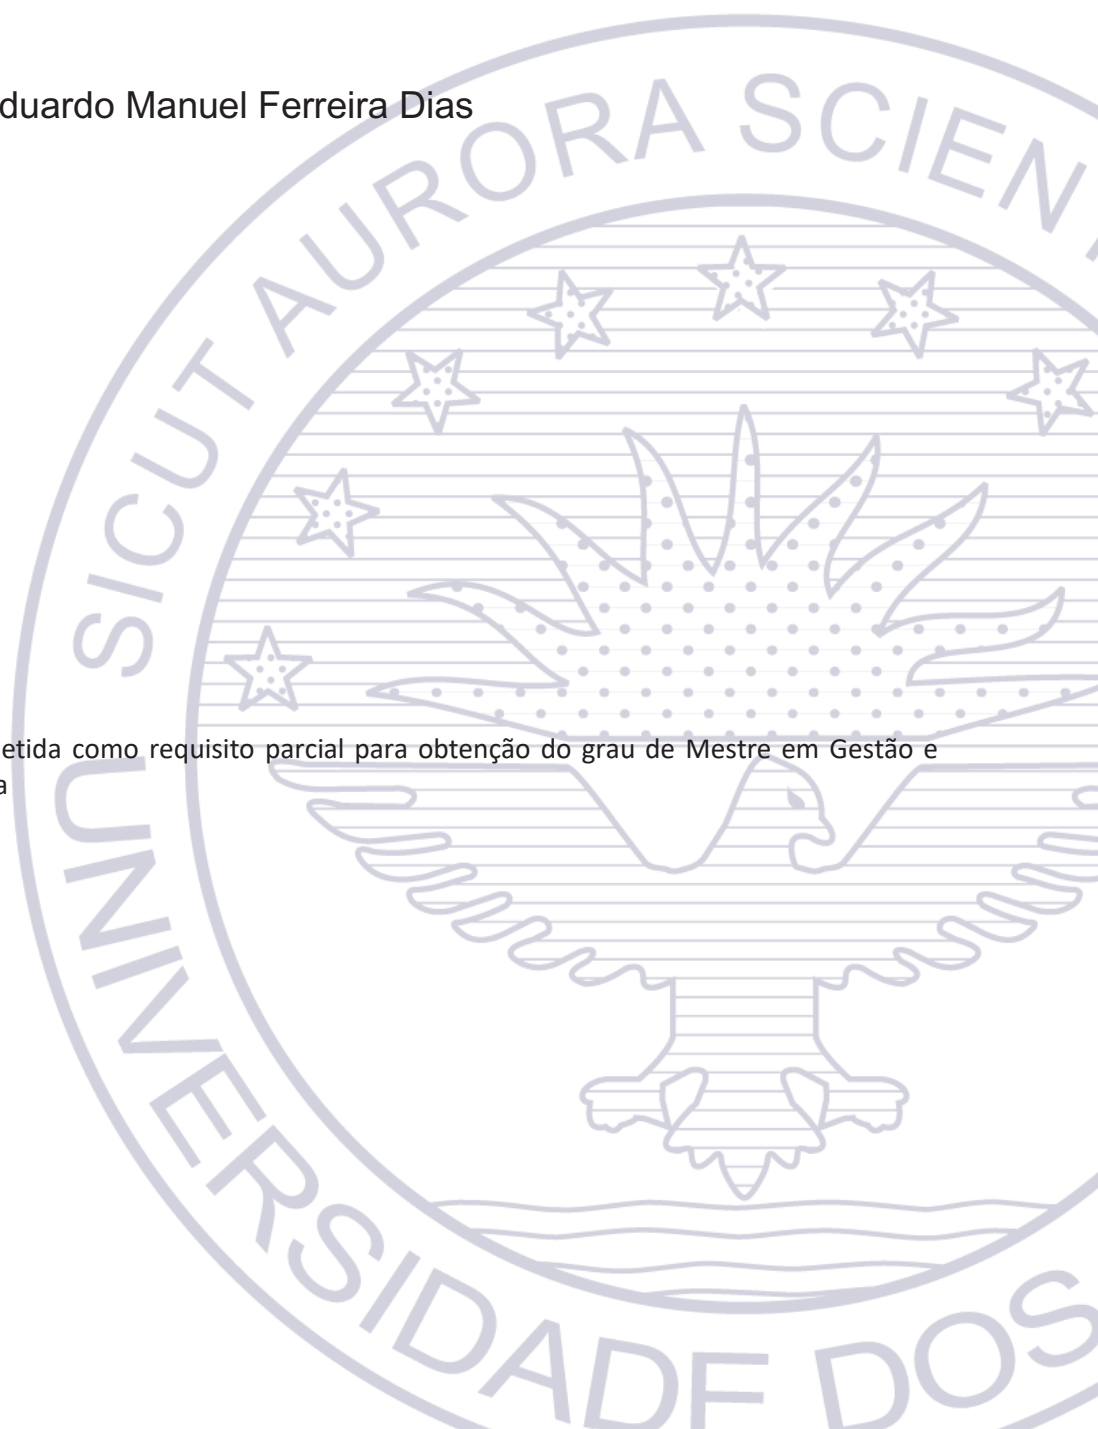 duardo Manuel Ferreira Dias
SICUT AURORA SCIEN
etida como requisito parcial para obtenção do grau de Mestre em Gestão e
a
UNIVERSIDADE DOS